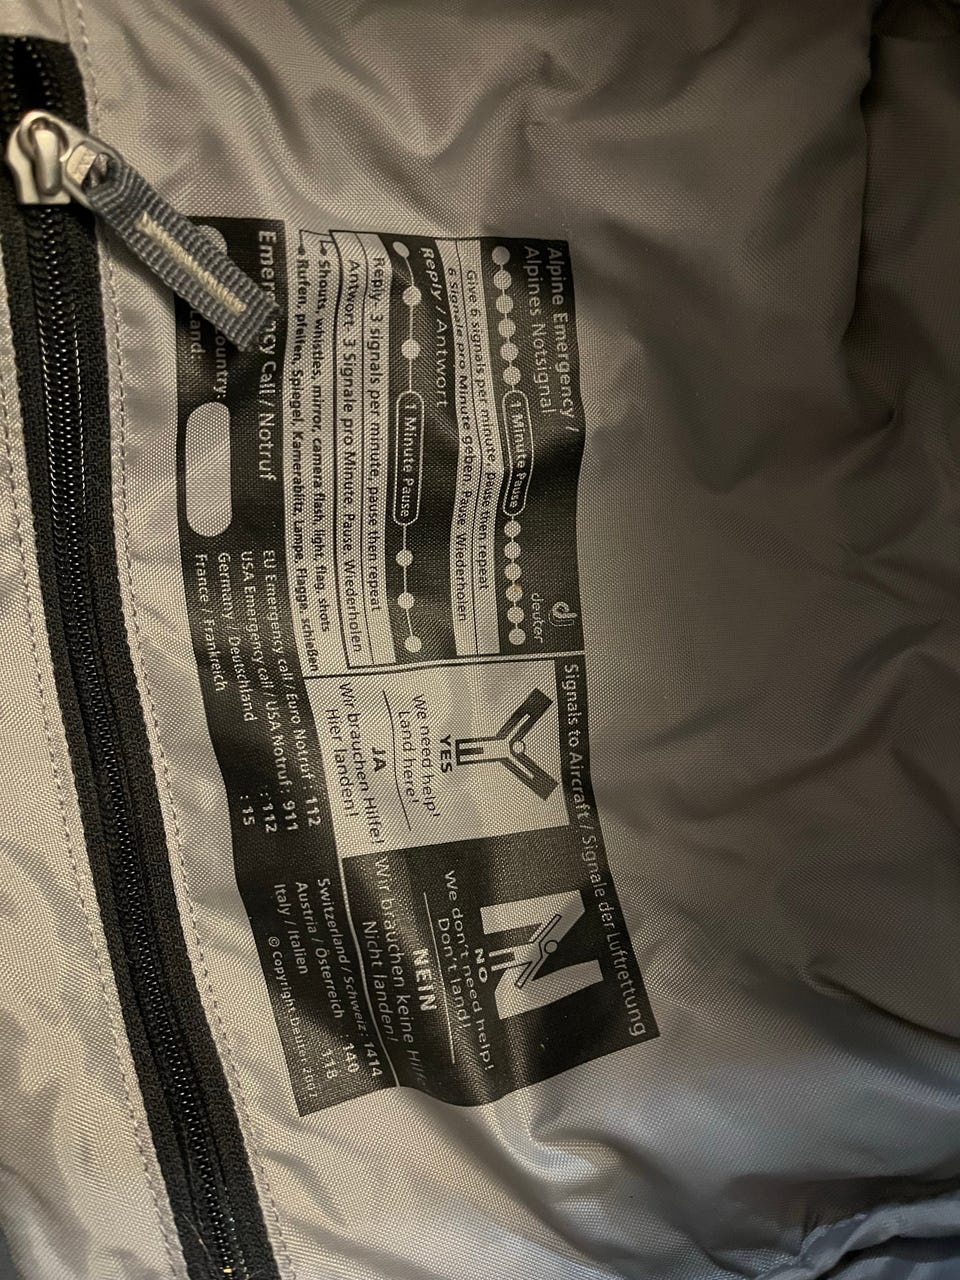 Alpine Emergency /
Alpines Notsignal
deuter
1 Minute Pause
Give 6 signals per minute. Pause then repeat
6 Signale pro Minute geben. Pause. Wiederholen
Reply / Antwort
1 Minute Pause
Reply 3 signals per minute, pause then repeat
Antwort 3 Signale pro Minute. Pause. Wiederholen
Shouts, whistles, mirror, camera flash, light, flag, shots
Rufen, pfeifen, Spiegel, Kamerablitz, Lampe, Flagge, schießen
Signals to Aircraft / Signale der Luftrettung
YES
We need help!
Land here!
JA
Wir brauchen Hilfe!
Hier landen!
N
NO
We don't need help!
Don't land!
NEIN
Wir brauchen keine Hilfe
Nicht landen!
Call / Notruf
EU Emergency call / Euro Notruf : 112
USA Emergency call / USA Notruf : 911
Germany / Deutschland : 112
France / Frankreich : 15
Switzerland / Schweiz : 1414
Austria / Österreich : 140
Italy / Italien : 118
© Copyright deuter 2007